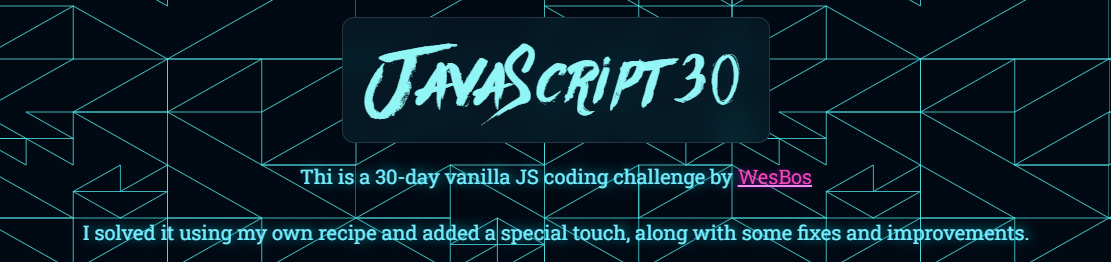 JavaScript 30
Thi is a 30-day vanilla JS coding challenge by WesBos
I solved it using my own recipe and added a special touch, along with some fixes and improvements.